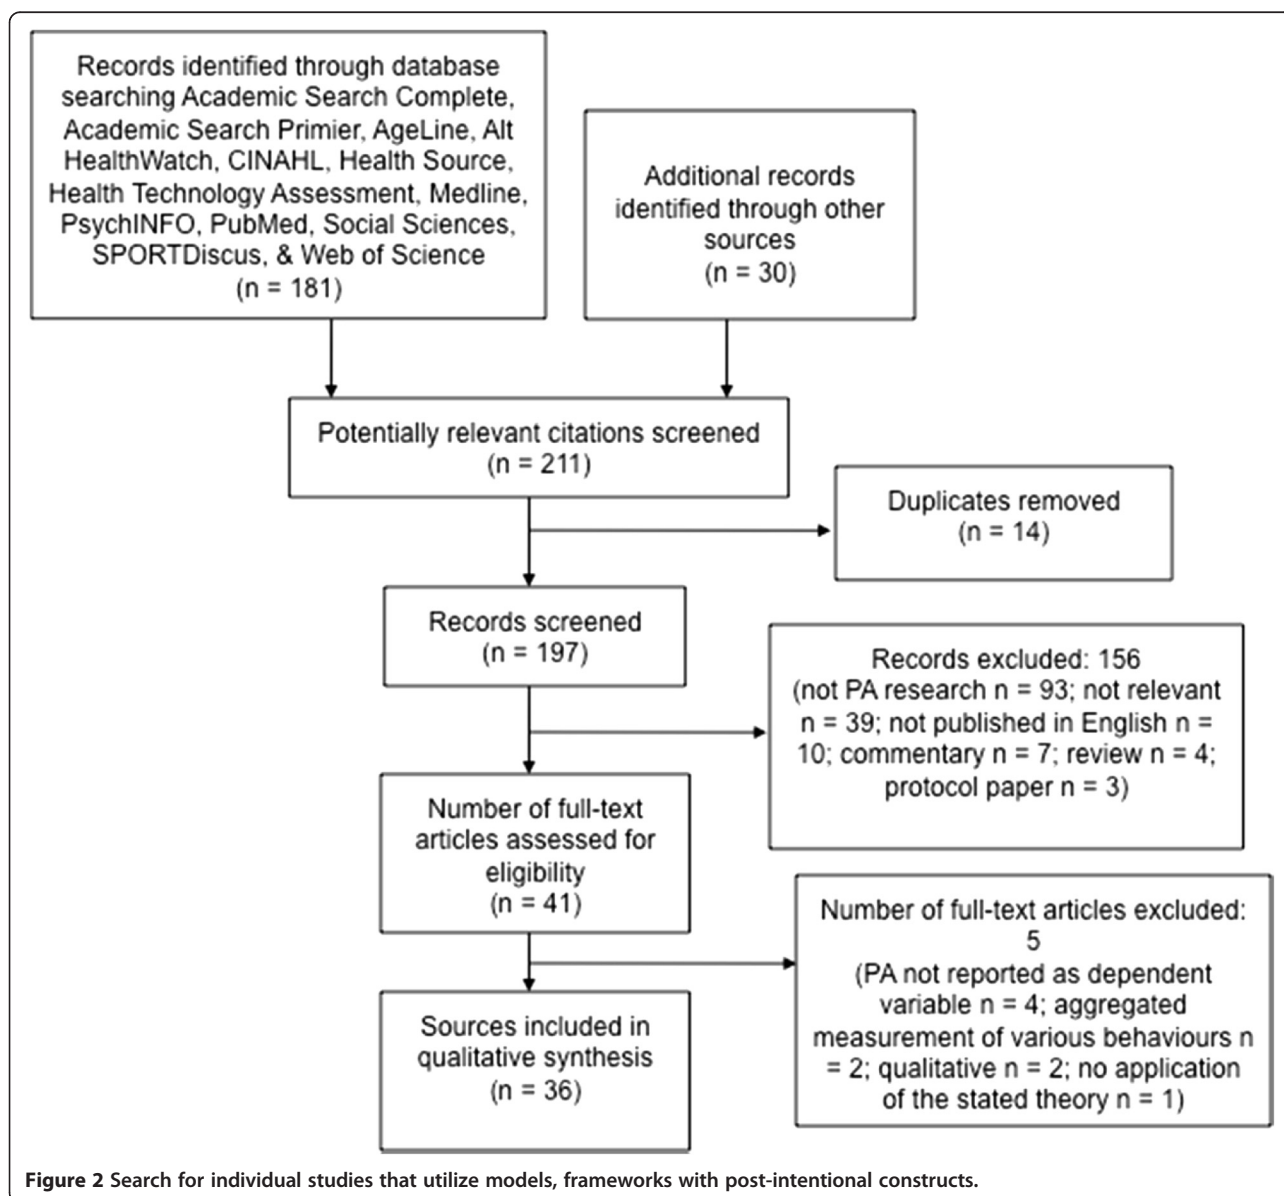 Records identified through database
searching Academic Search Complete,
Academic Search Primier, AgeLine, Alt
HealthWatch, CINAHL, Health Source,
Health Technology Assessment, Medline,
PsychINFO, PubMed, Social Sciences,
SPORTDiscus, & Web of Science
(n = 181)
Additional records
identified through other
sources
(n = 30)
Potentially relevant citations screened
(n = 211)
Duplicates removed
(n = 14)
Records screened
(n = 197)
Records excluded: 156
(not PA research n = 93; not relevant
n = 39; not published in English n =
10; commentary n = 7; review n = 4;
protocol paper n = 3)
Number of full-text
articles assessed for
eligibility
(n = 41)
Number of full-text articles excluded:
5
(PA not reported as dependent
variable n = 4; aggregated
measurement of various behaviours n
= 2; qualitative n = 2; no application
of the stated theory n = 1)
Sources included in
qualitative synthesis
(n = 36)
Figure 2 Search for individual studies that utilize models, frameworks with post-intentional constructs.